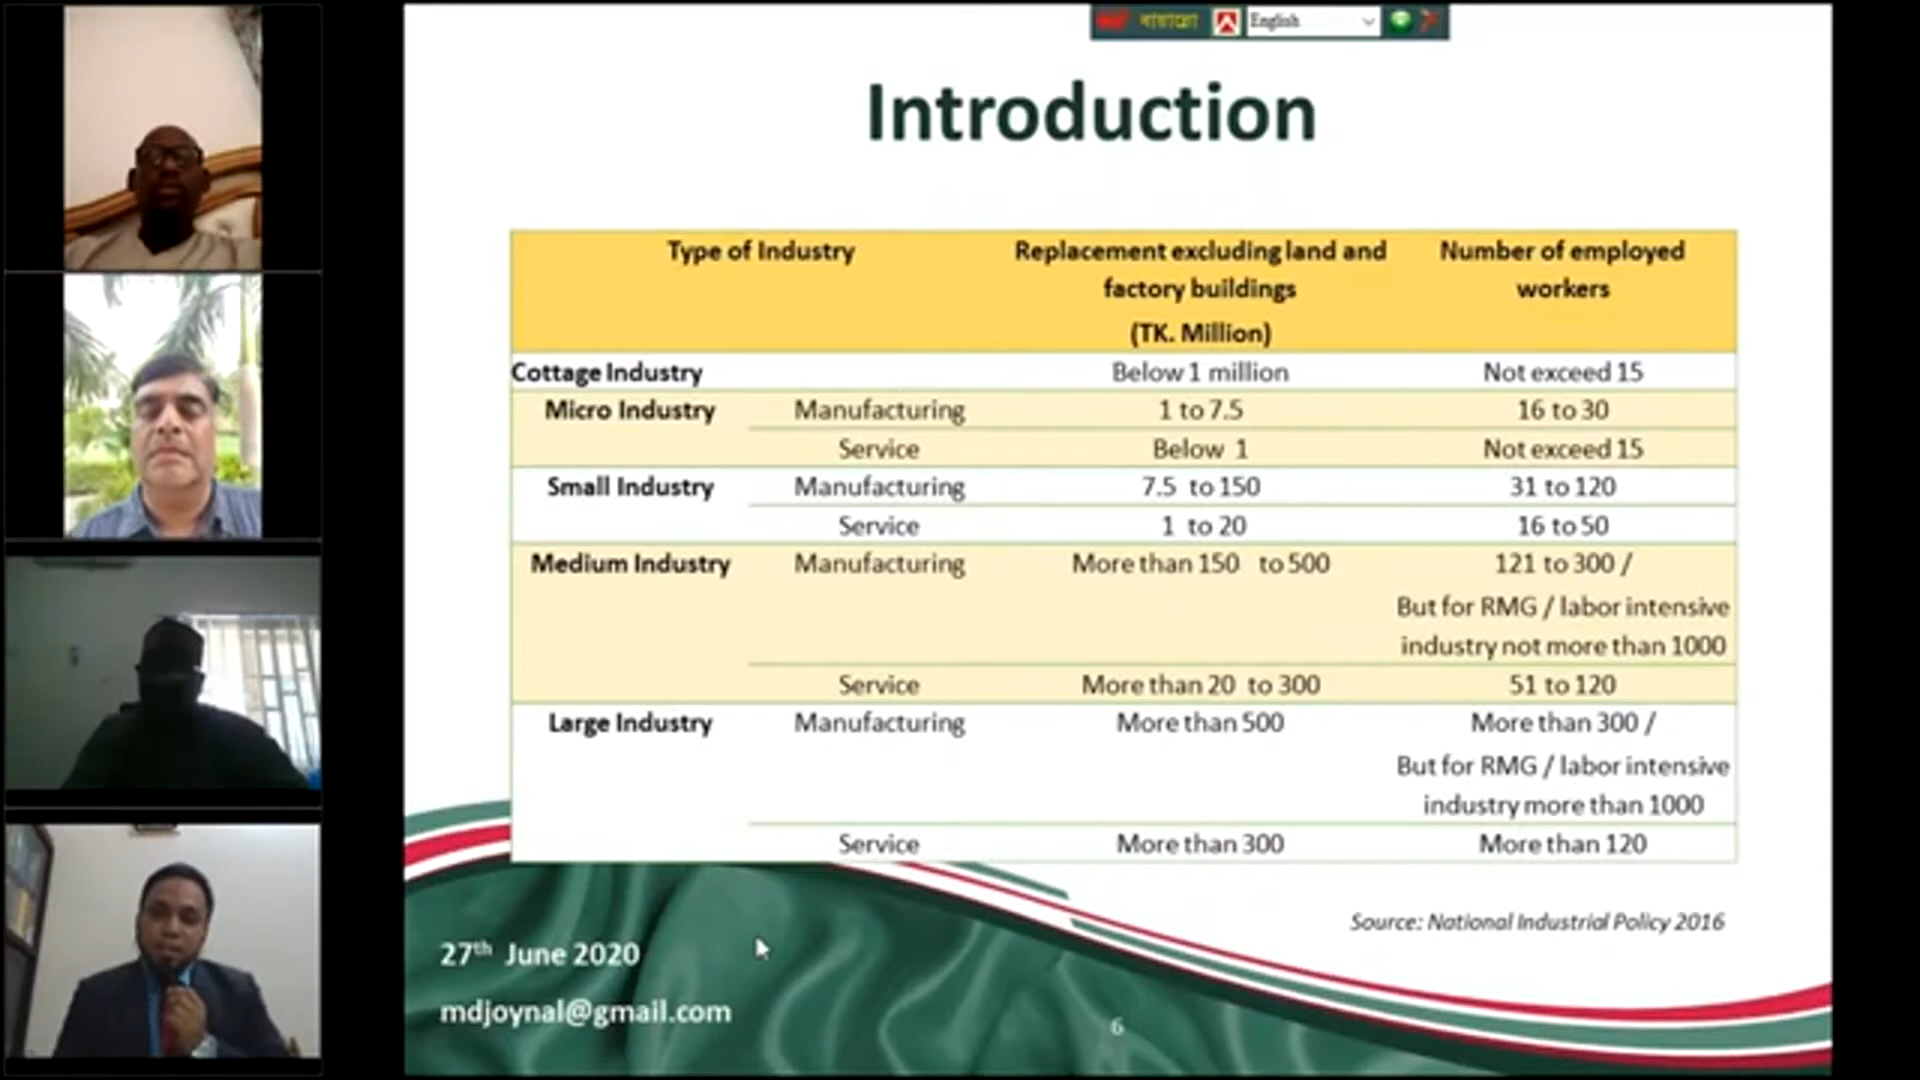 বায়ান্নো English
Introduction
Type of Industry Replacement excluding land and Number of employed
factory buildings workers
(TK. Million)
Cottage Industry Below 1 million Not exceed 15
Micro Industry Manufacturing 1 to 7.5 16 to 30
Service Below 1 Not exceed 15
Small Industry Manufacturing 7.5 to 150 31 to 120
Service 1 to 20 16 to 50
Medium Industry Manufacturing More than 150 to 500 121 to 300 /
But for RMG / labor intensive
industry not more than 1000
Service More than 20 to 300 51 to 120
Large Industry Manufacturing More than 500 More than 300 /
But for RMG / labor intensive
industry more than 1000
Service More than 300 More than 120
Source: National Industrial Policy 2016
27th June 2020
mdjoynal@gmail.com
6